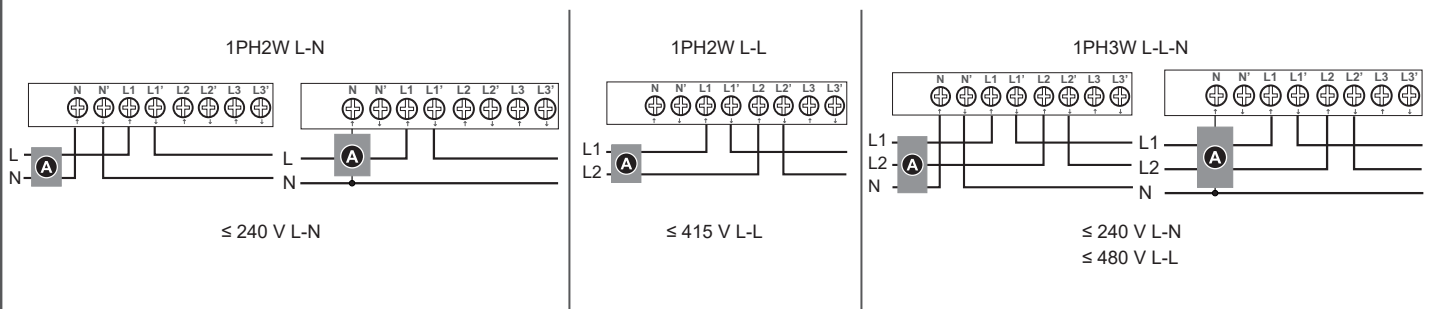 1PH2W L-N
N N' L1 L1' L2 L2' L3 L3'
L
N
A
N N' L1 L1' L2 L2' L3 L3'
L
N
A
≤ 240 V L-N
1PH2W L-L
N N' L1 L1' L2 L2' L3 L3'
L1
L2
A
≤ 415 V L-L
1PH3W L-L-N
N N' L1 L1' L2 L2' L3 L3'
L1
L2
N
A
N N' L1 L1' L2 L2' L3 L3'
L1
L2
N
A
≤ 240 V L-N
≤ 480 V L-L